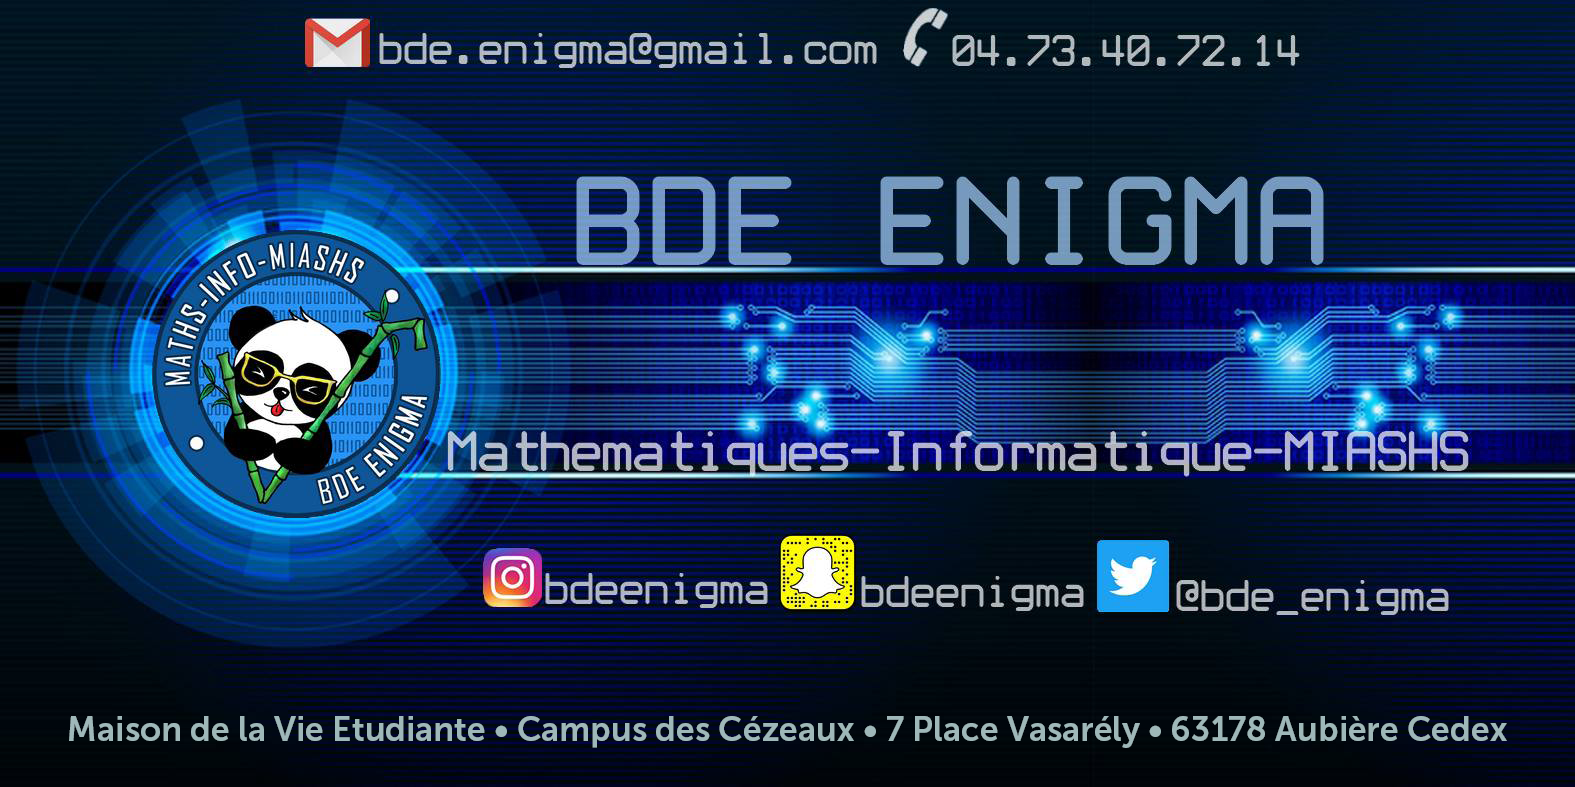 bde.enigma@gmail.com 04.73.40.72.14
BDE ENIGMA
MATHS-INFO-MIASHS
BDE ENIGMA
Mathematiques-Informatique-MIASHS
bdeenigma bdeenigma @bde_enigma
Maison de la Vie Etudiante • Campus des Cézeaux • 7 Place Vasarély • 63178 Aubière Cedex